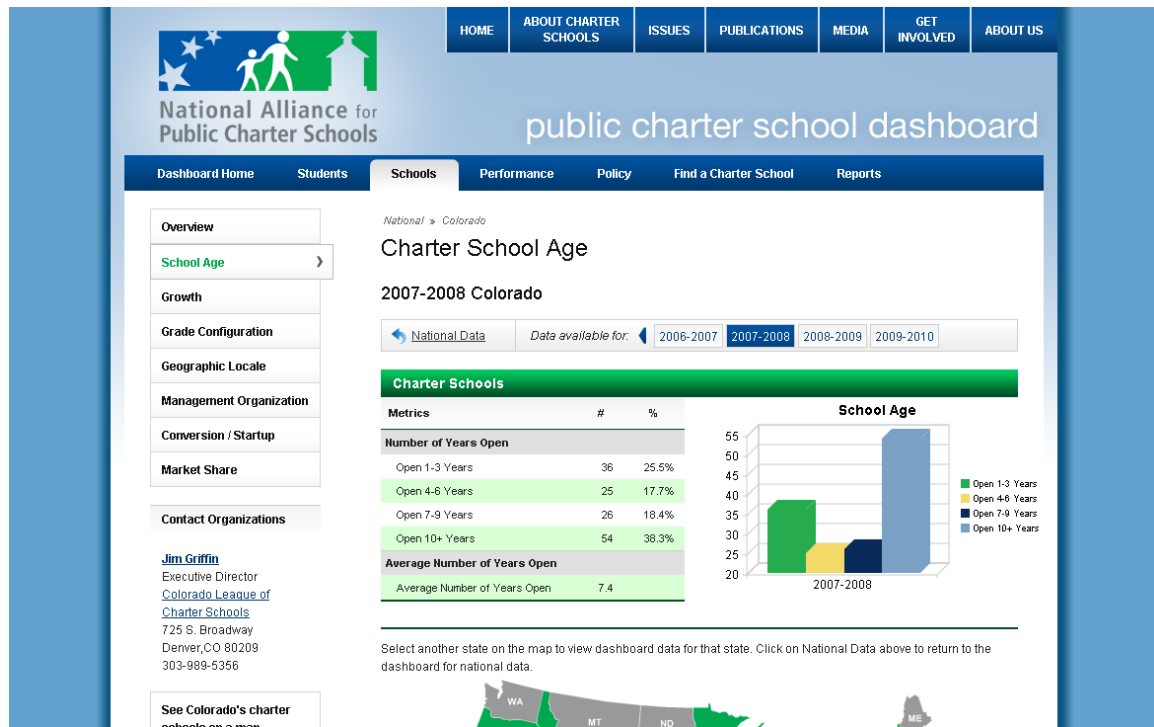 HOME
ABOUT CHARTER
SCHOOLS
ISSUES
PUBLICATIONS
MEDIA
GET
INVOLVED
ABOUT US
National Alliance for
Public Charter Schools
public charter school dashboard
Dashboard Home
Students
Schools
Performance
Policy
Find a Charter School
Reports
Overview
School Age
Growth
Grade Configuration
Geographic Locale
Management Organization
Conversion / Startup
Market Share
Contact Organizations
Jim Griffin
Executive Director
Colorado League of
Charter Schools
725 S. Broadway
Denver,CO 80209
303-989-5356
See Colorado's charter
schools on a map
National » Colorado
Charter School Age
2007-2008 Colorado
National Data
Data available for:
2006-2007
2007-2008
2008-2009
2009-2010
Charter Schools
Metrics # %
Number of Years Open
Open 1-3 Years 36 25.5%
Open 4-6 Years 25 17.7%
Open 7-9 Years 26 18.4%
Open 10+ Years 54 38.3%
Average Number of Years Open
Average Number of Years Open 7.4
School Age
55
50
45
40
35
30
25
20
2007-2008
Open 1-3 Years
Open 4-6 Years
Open 7-9 Years
Open 10+ Years
Select another state on the map to view dashboard data for that state. Click on National Data above to return to the
dashboard for national data.
WA
MT
ND
ME